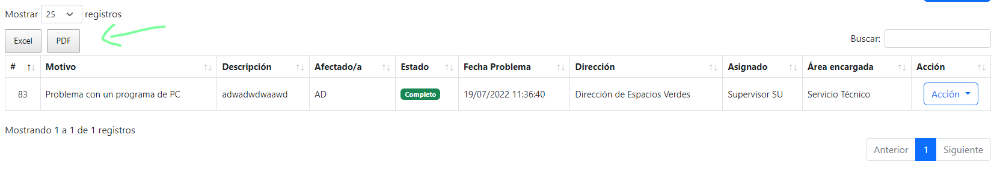 Mostrar 25 registros
Excel PDF Buscar:
# Motivo Descripción Afectado/a Estado Fecha Problema Dirección Asignado Área encargada Acción
83 Problema con un programa de PC adwadwdwaawd AD Completo 19/07/2022 11:36:40 Dirección de Espacios Verdes Supervisor SU Servicio Técnico Acción
Mostrando 1 a 1 de 1 registros
Anterior 1 Siguiente